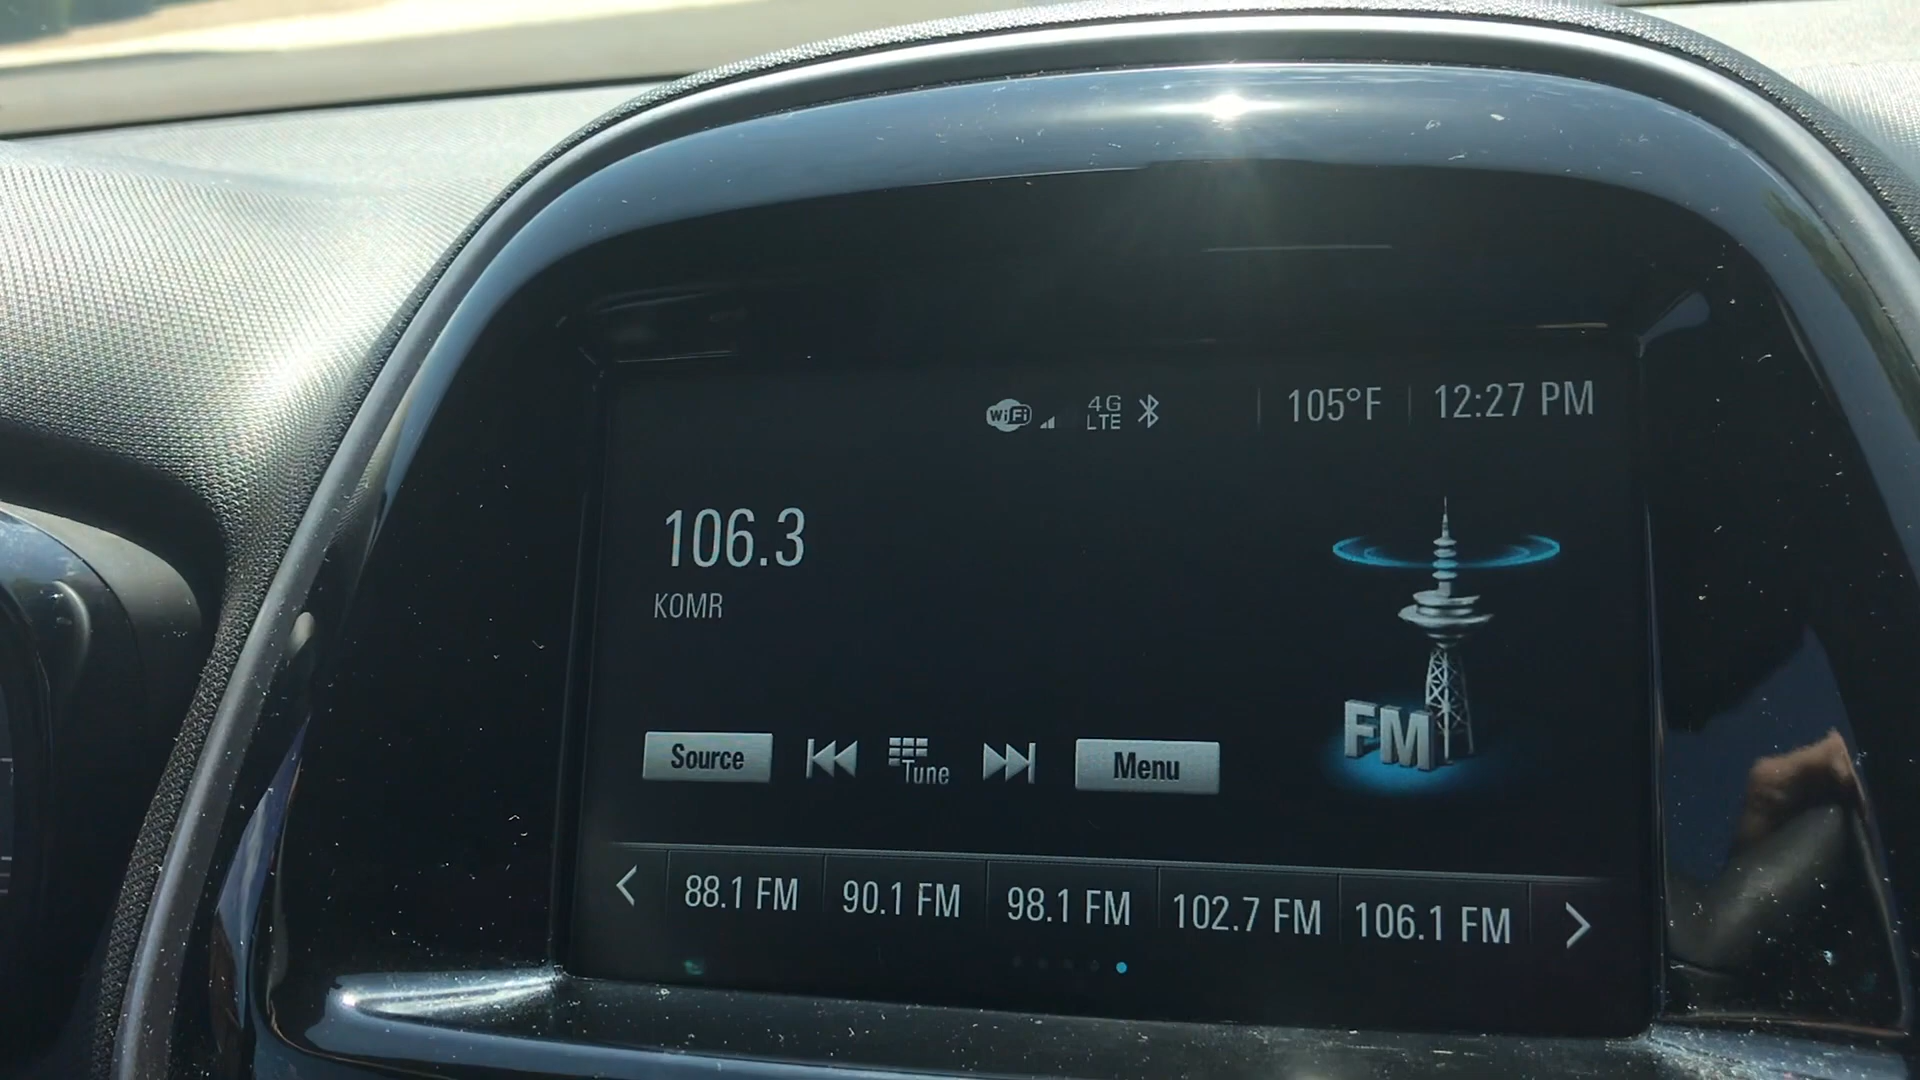 WiFi 4G LTE 105°F 12:27 PM
106.3
KOMR
FM
Source Tune Menu
88.1 FM 90.1 FM 98.1 FM 102.7 FM 106.1 FM